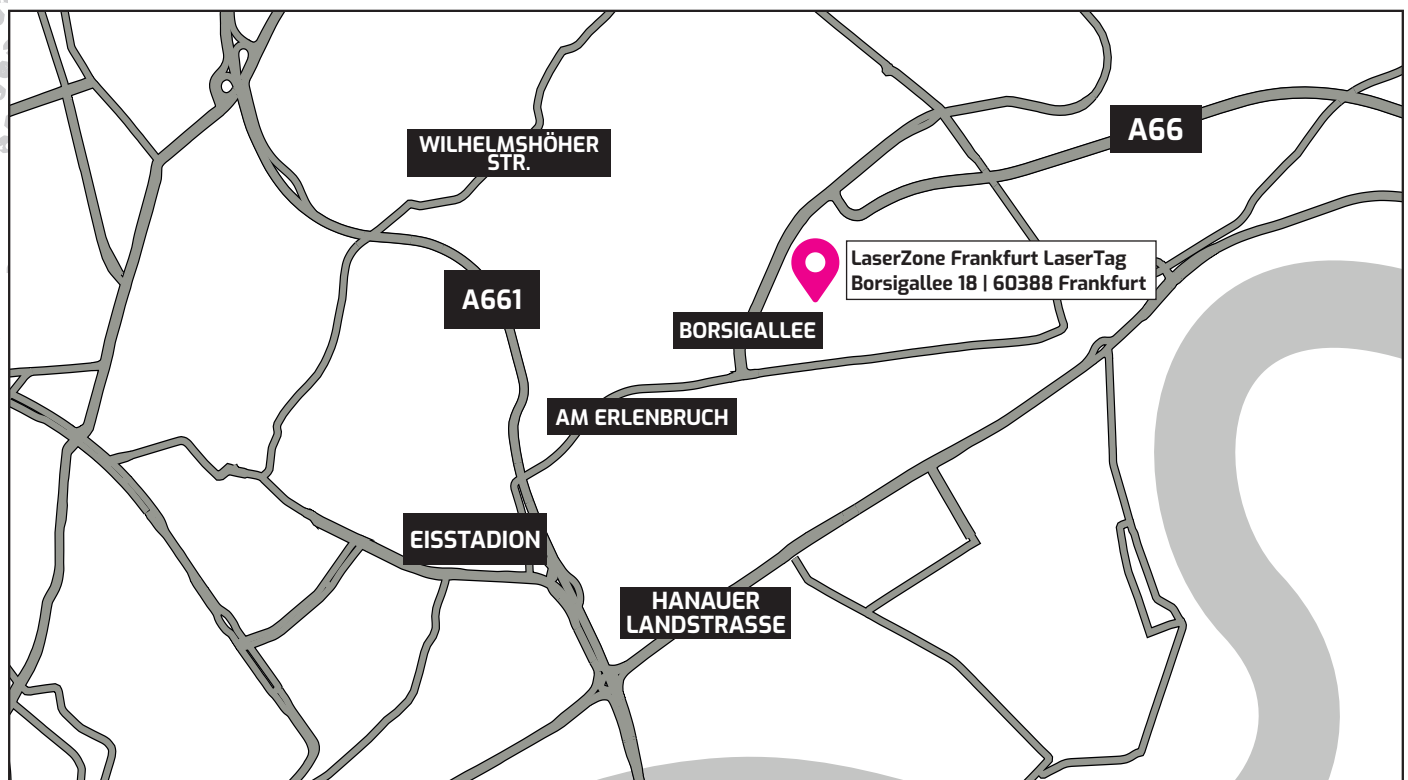 A66
WILHELMSHÖHER
STR.
LaserZone Frankfurt LaserTag
Borsigallee 18 | 60388 Frankfurt
A661
BORSIGALLEE
AM ERLENBRUCH
EISSTADION
HANAUER
LANDSTRASSE